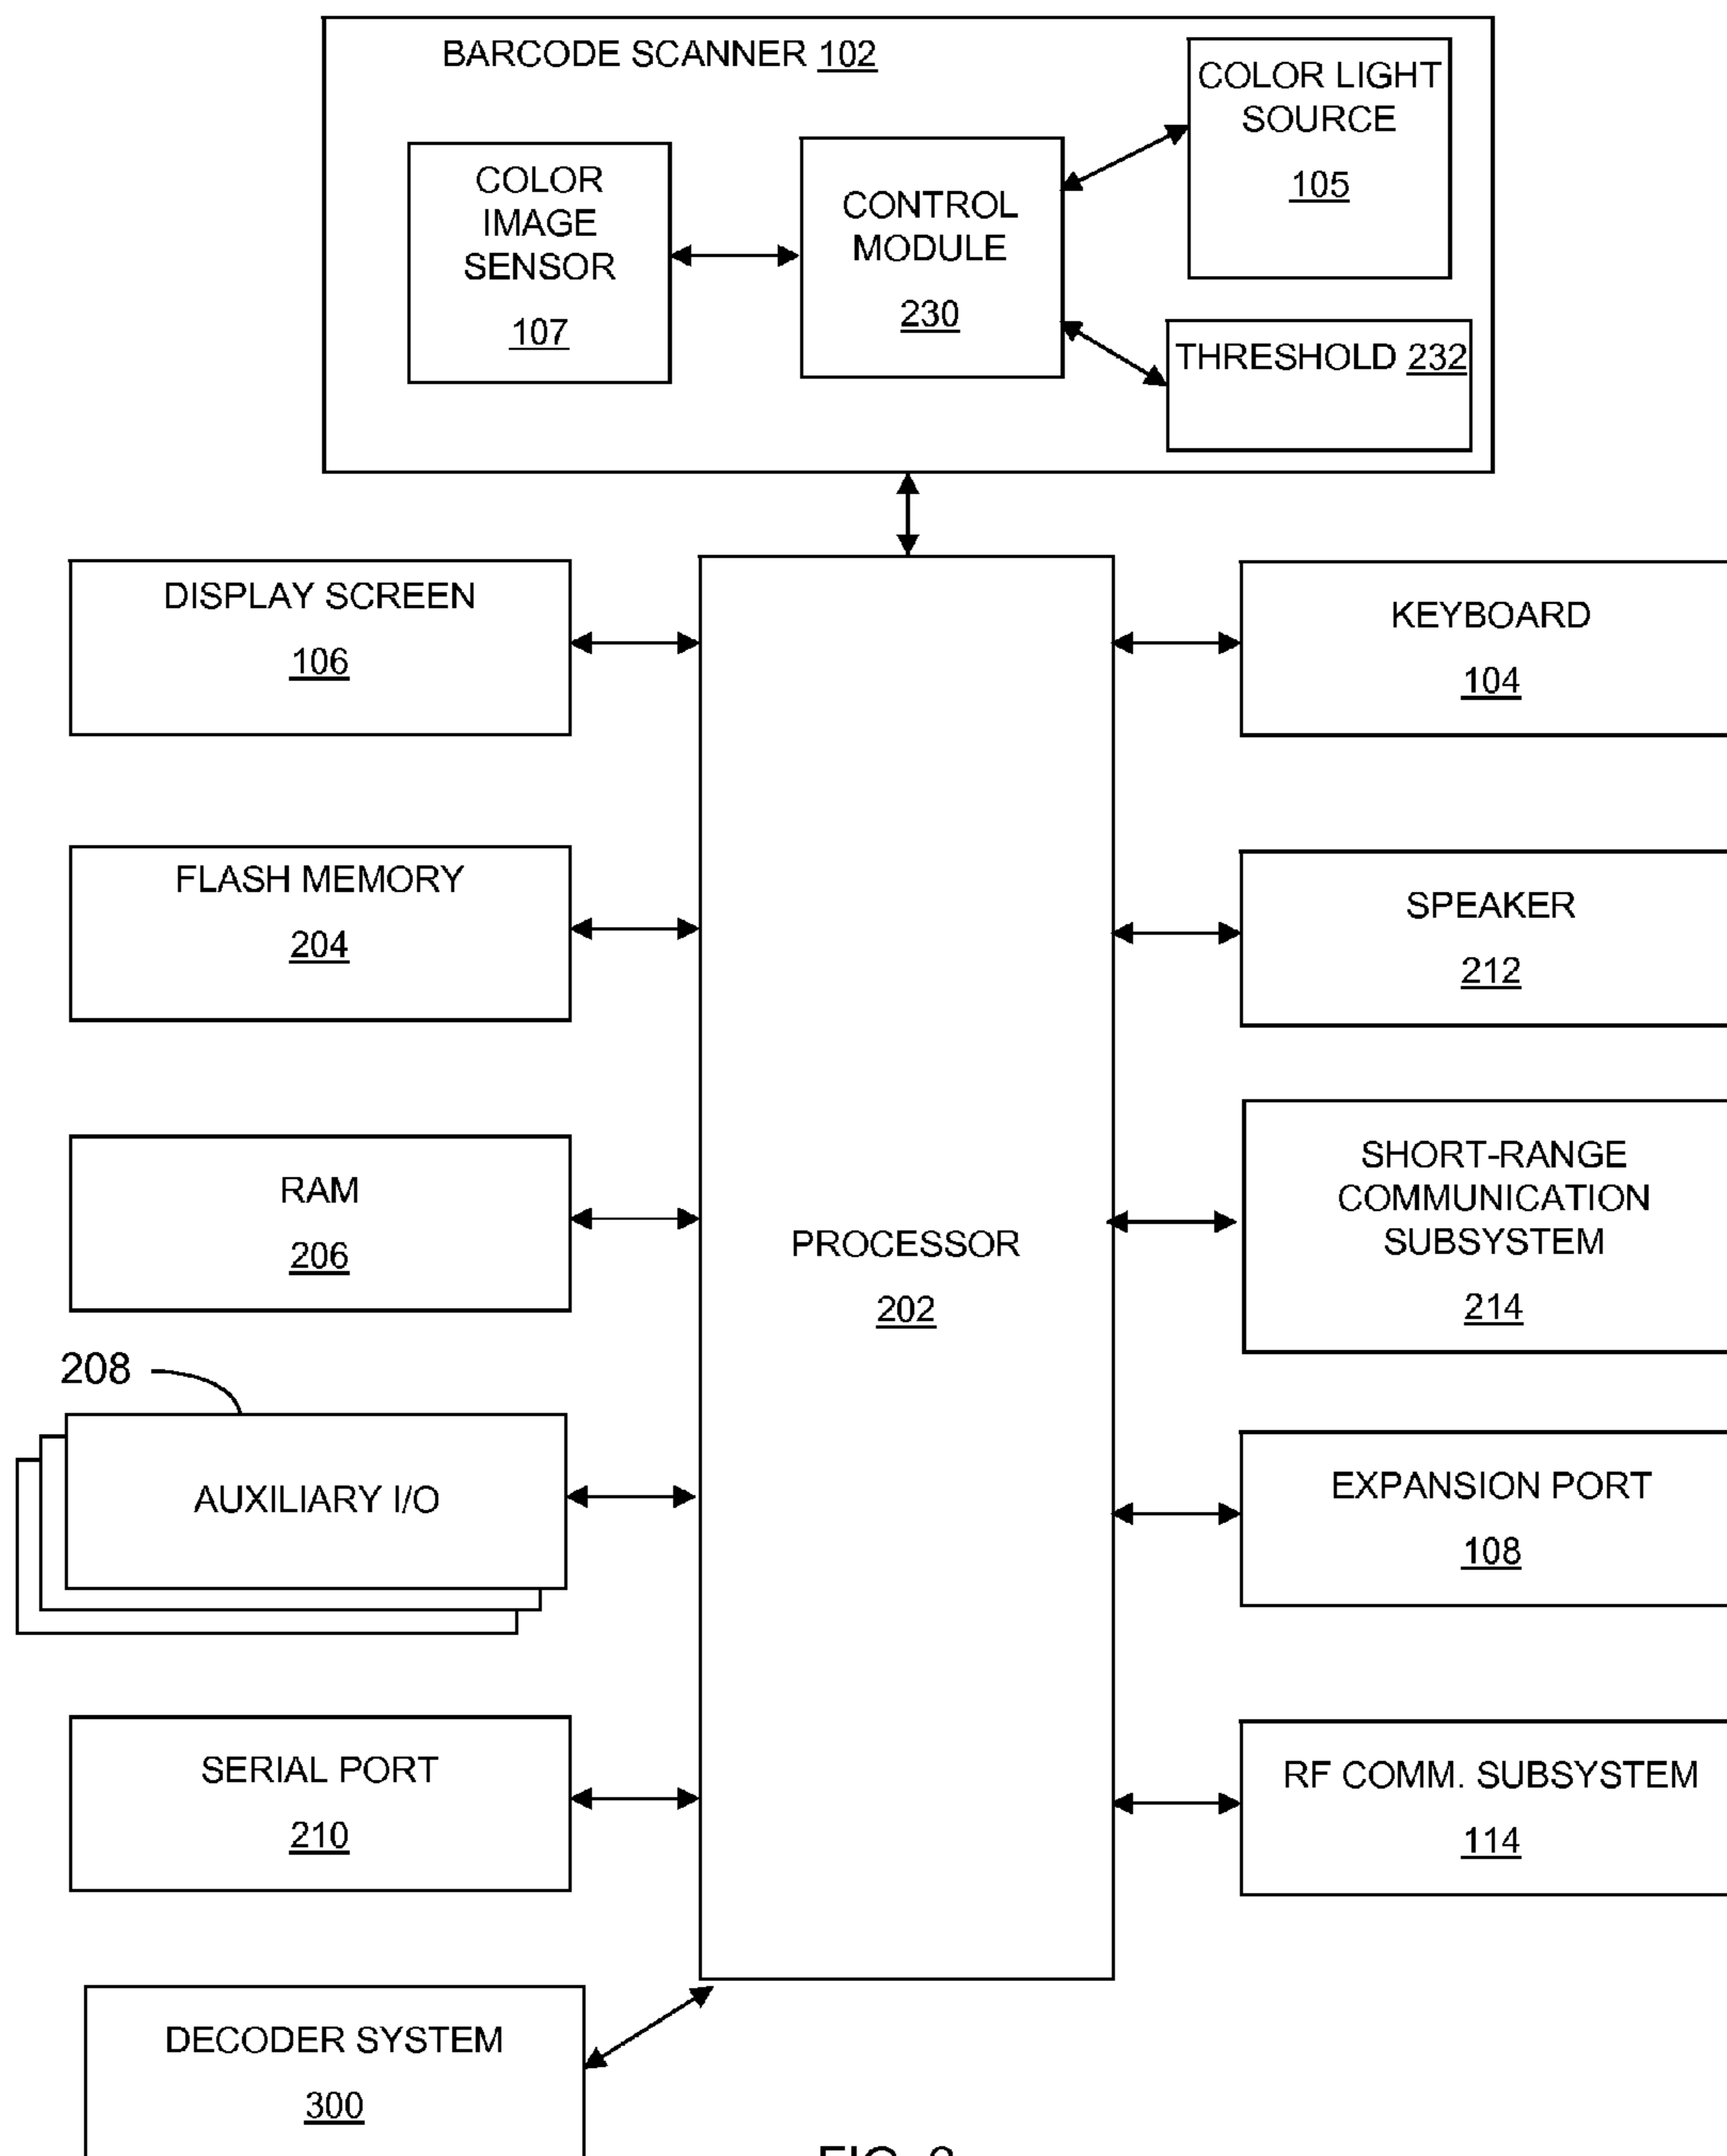 BARCODE SCANNER 102
COLOR LIGHT
SOURCE
105
COLOR
IMAGE
SENSOR
107
CONTROL
MODULE
230
THRESHOLD 232
DISPLAY SCREEN
106
KEYBOARD
104
FLASH MEMORY
204
SPEAKER
212
RAM
206
PROCESSOR
202
SHORT-RANGE
COMMUNICATION
SUBSYSTEM
214
208
AUXILIARY I/O
EXPANSION PORT
108
SERIAL PORT
210
RF COMM. SUBSYSTEM
114
DECODER SYSTEM
300
FIG.